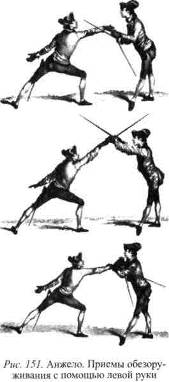 Рис. 151. Анжело. Приемы обезору-
живания с помощью левой руки